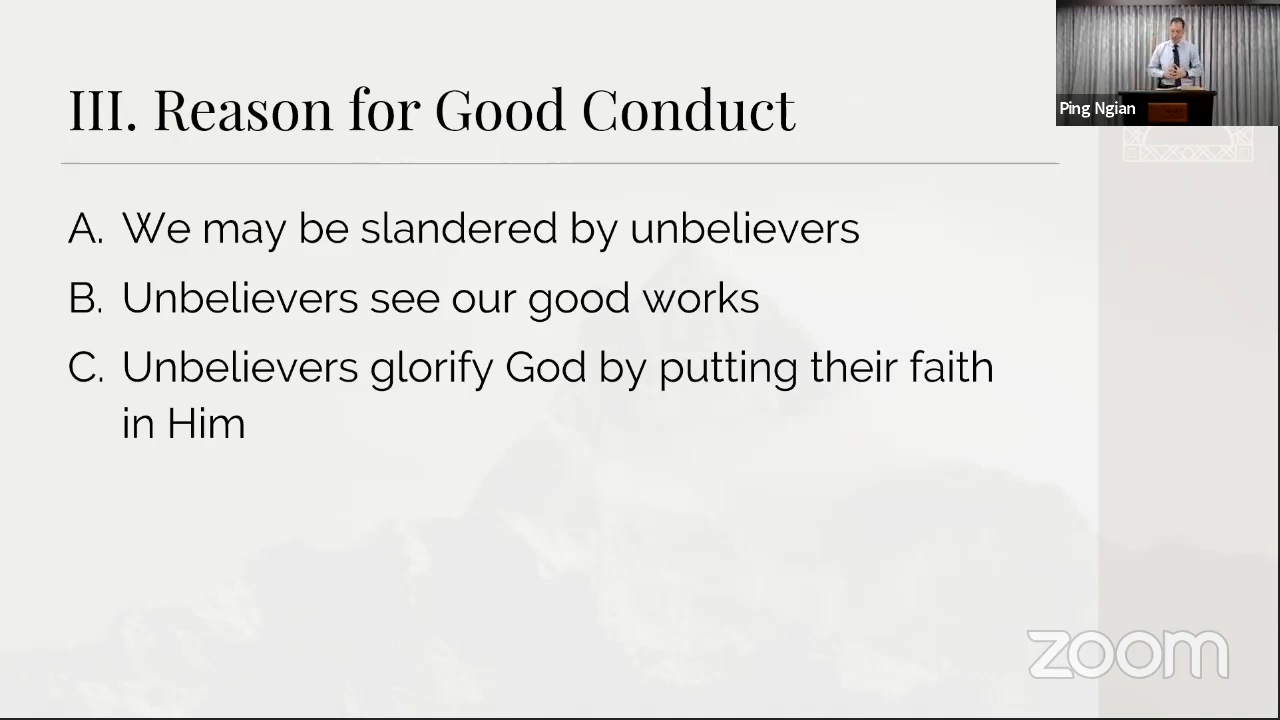 III. Reason for Good Conduct
Ping Ngian
A. We may be slandered by unbelievers
B. Unbelievers see our good works
C. Unbelievers glorify God by putting their faith
in Him
zoom